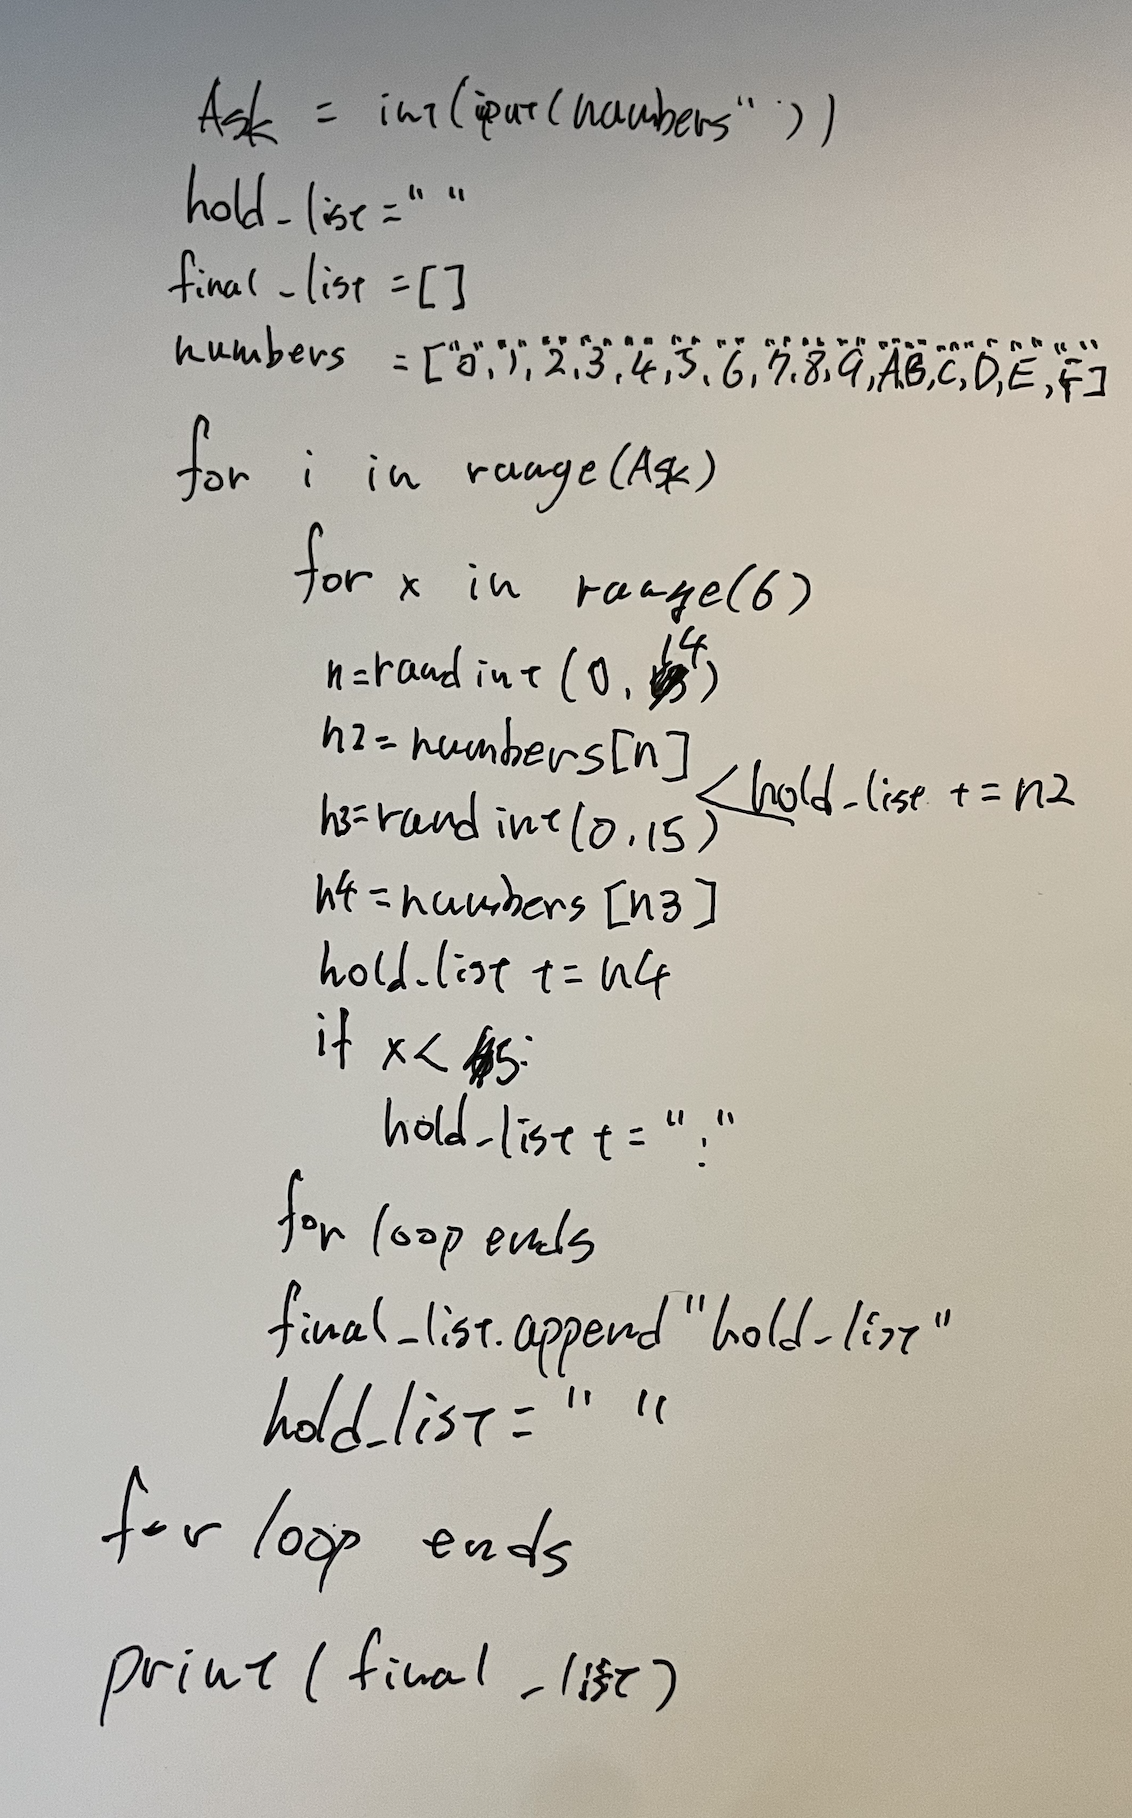 Ask = int(iput(numbers" "))
hold_list=" "
final_list =[]
numbers =["0","1","2","3","4","5","6","7","8","9","A","B","C","D","E","F"]
for i in range(Ask)
for x in range(6)
n=randint(0,14)
n2=numbers[n]
<hold_list += n2
n3=randint(0,15)
n4=numbers[n3]
hold_list += n4
if x< 5:
hold_list += ":"
for loop ends
final_list.append"hold_list"
hold_list=" "
for loop ends
print(final_list)